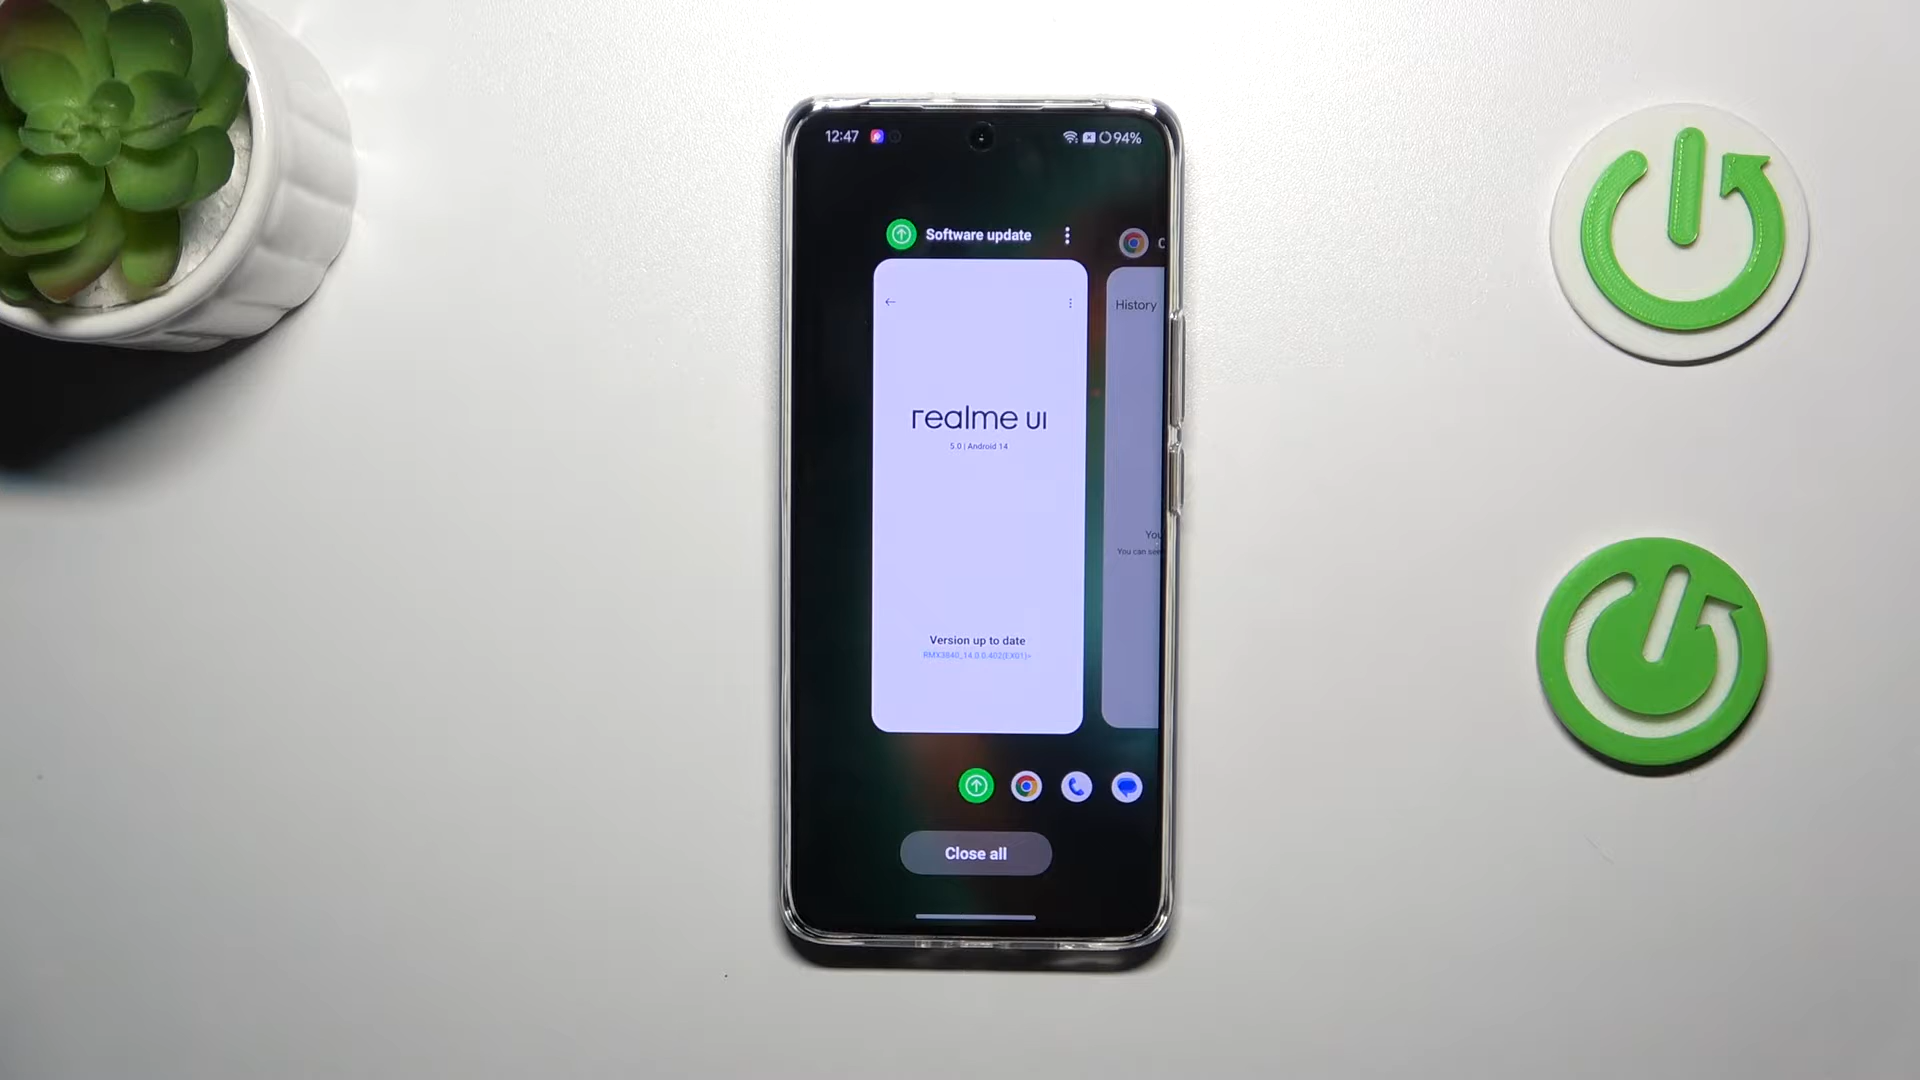 12:47
94%
Software update
C
History
realme UI
5.0 | Android 14
You
You can see
Version up to date
RMX3840_14.0.0.402(EX01)
Close all